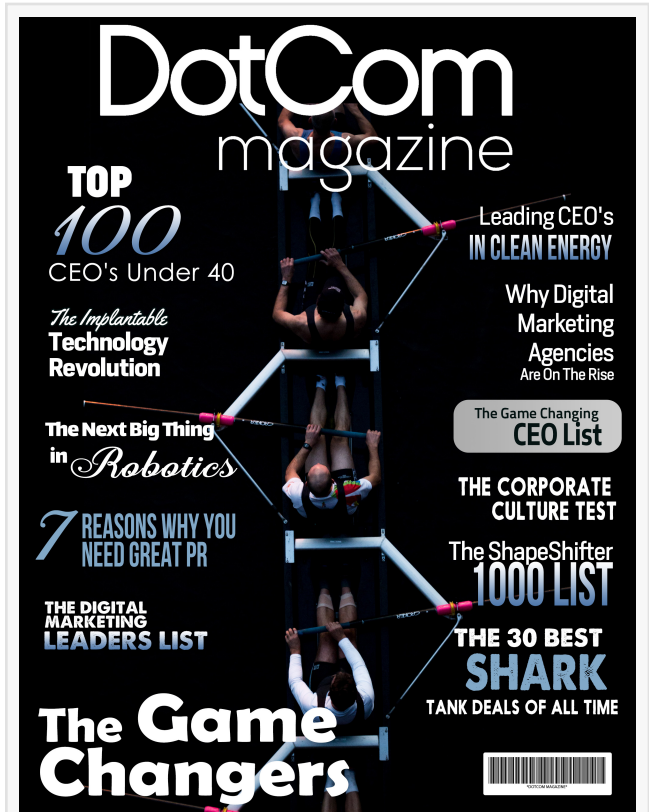 DotCom
magazine
TOP
100
CEO's Under 40
The Implantable
Technology
Revolution
The Next Big Thing
in Robotics
7 REASONS WHY YOU
NEED GREAT PR
THE DIGITAL
MARKETING
LEADERS LIST
The Game
Changers
Leading CEO's
IN CLEAN ENERGY
Why Digital
Marketing
Agencies
Are On The Rise
The Game Changing
CEO List
THE CORPORATE
CULTURE TEST
The ShapeShifter
1000 LIST
THE 30 BEST
SHARK
TANK DEALS OF ALL TIME
*DOTCOM MAGAZINE*